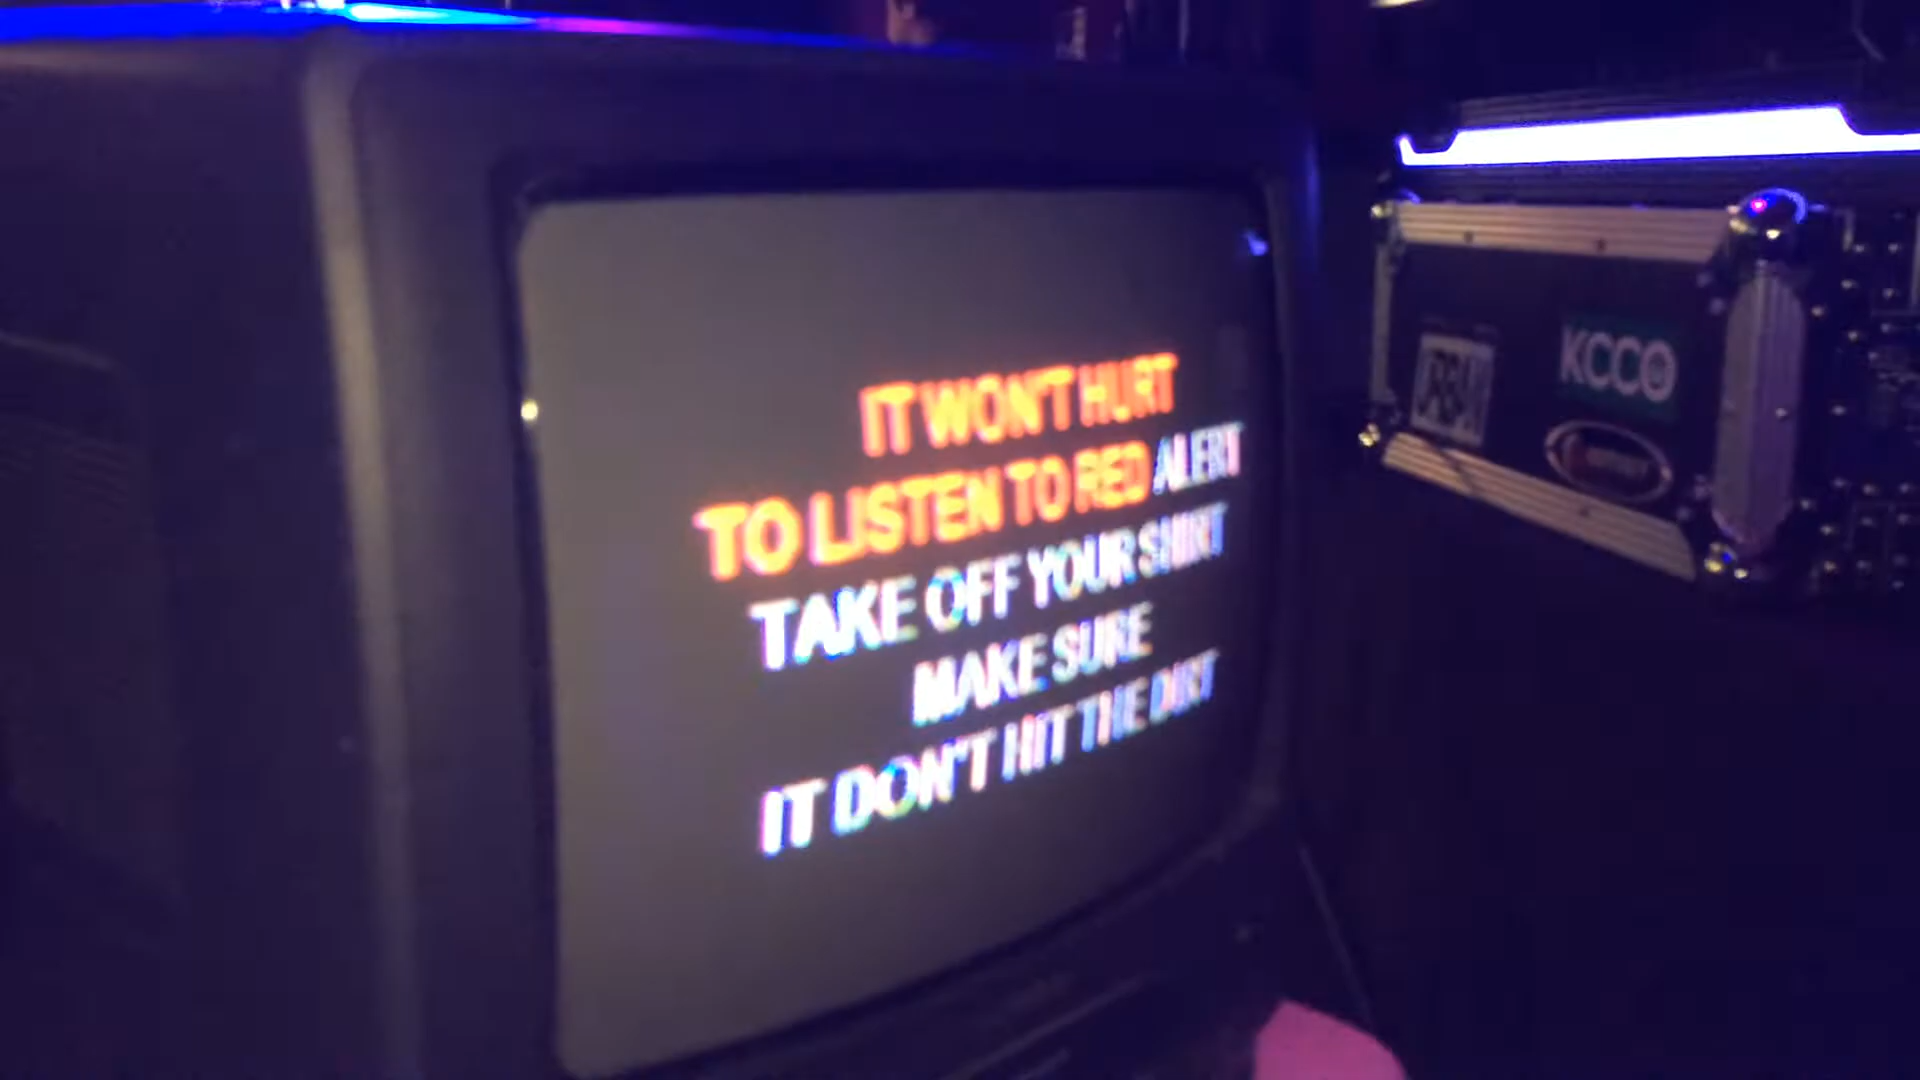 IT WON'T HURT
TO LISTEN TO RED ALERT
TAKE OFF YOUR SHIRT
MAKE SURE
IT DON'T HIT THE DIRT
KCCO